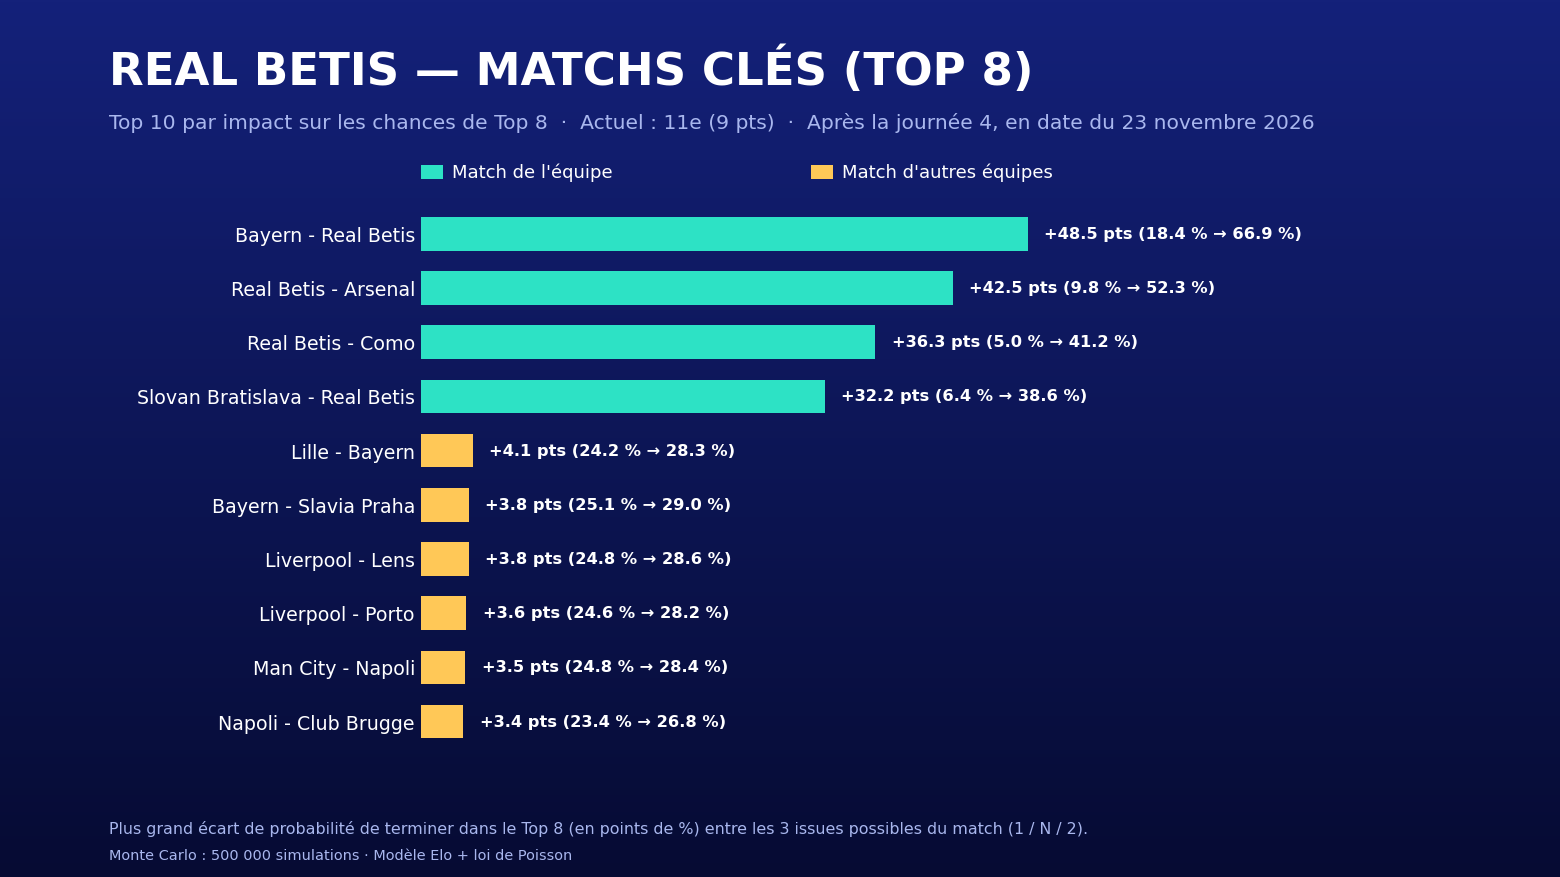 REAL BETIS — MATCHS CLÉS (TOP 8)
Top 10 par impact sur les chances de Top 8 · Actuel : 11e (9 pts) · Après la journée 4, en date du 23 novembre 2026
Match de l'équipe
Match d'autres équipes
Bayern - Real Betis +48.5 pts (18.4 % → 66.9 %)
Real Betis - Arsenal +42.5 pts (9.8 % → 52.3 %)
Real Betis - Como +36.3 pts (5.0 % → 41.2 %)
Slovan Bratislava - Real Betis +32.2 pts (6.4 % → 38.6 %)
Lille - Bayern +4.1 pts (24.2 % → 28.3 %)
Bayern - Slavia Praha +3.8 pts (25.1 % → 29.0 %)
Liverpool - Lens +3.8 pts (24.8 % → 28.6 %)
Liverpool - Porto +3.6 pts (24.6 % → 28.2 %)
Man City - Napoli +3.5 pts (24.8 % → 28.4 %)
Napoli - Club Brugge +3.4 pts (23.4 % → 26.8 %)
Plus grand écart de probabilité de terminer dans le Top 8 (en points de %) entre les 3 issues possibles du match (1 / N / 2).
Monte Carlo : 500 000 simulations · Modèle Elo + loi de Poisson